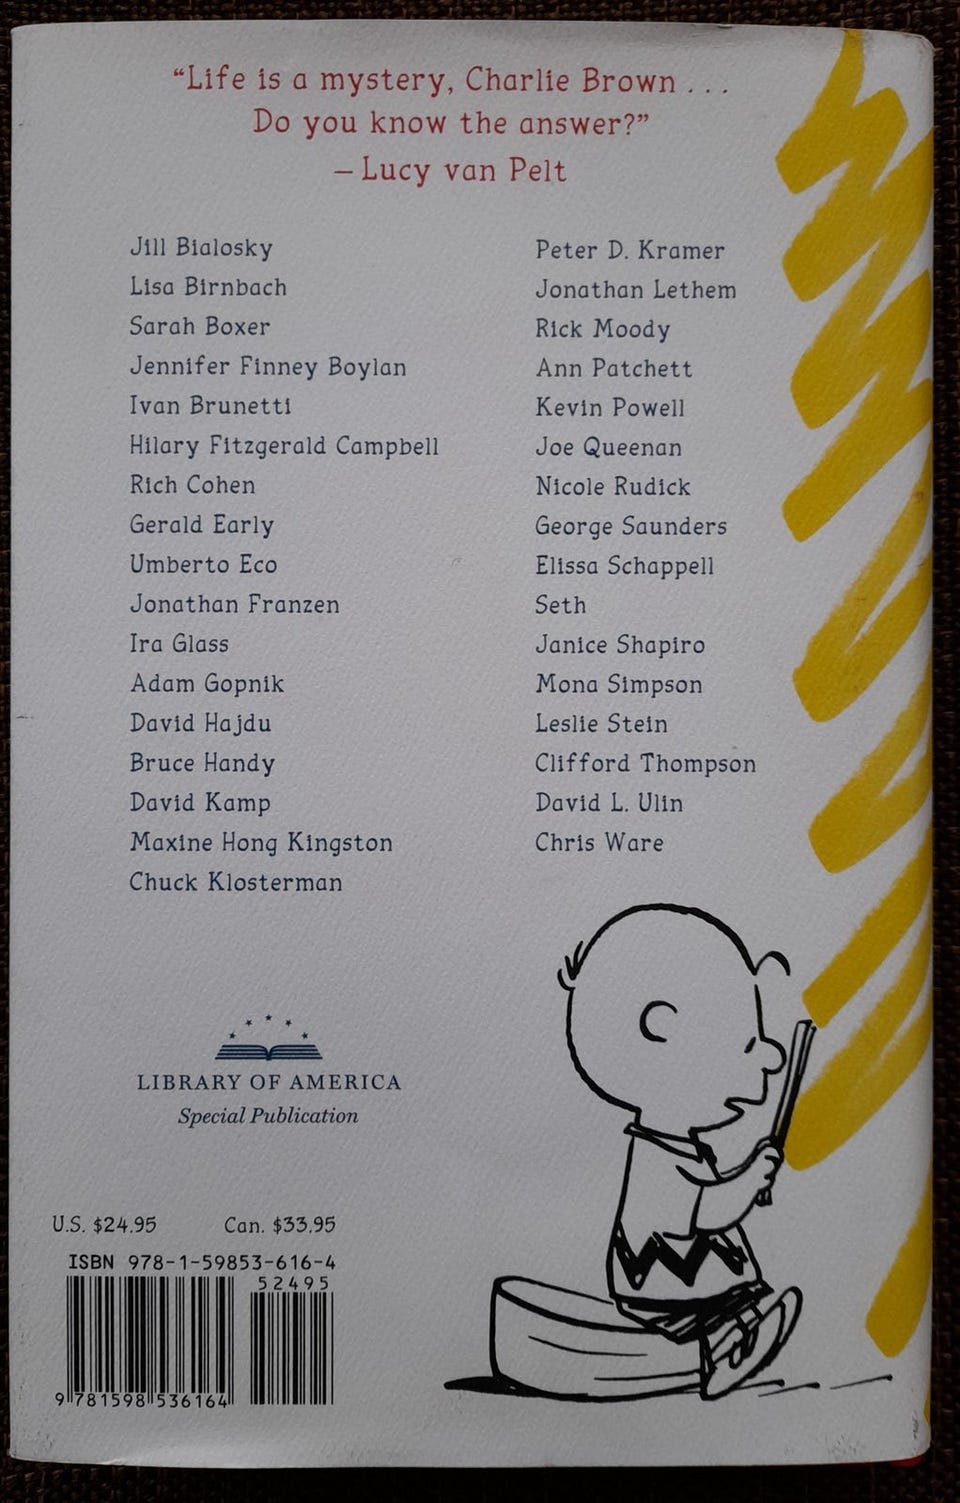 “Life is a mystery, Charlie Brown . . .
Do you know the answer?”
– Lucy van Pelt
Jill Bialosky
Lisa Birnbach
Sarah Boxer
Jennifer Finney Boylan
Ivan Brunetti
Hilary Fitzgerald Campbell
Rich Cohen
Gerald Early
Umberto Eco
Jonathan Franzen
Ira Glass
Adam Gopnik
David Hajdu
Bruce Handy
David Kamp
Maxine Hong Kingston
Chuck Klosterman
Peter D. Kramer
Jonathan Lethem
Rick Moody
Ann Patchett
Kevin Powell
Joe Queenan
Nicole Rudick
George Saunders
Elissa Schappell
Seth
Janice Shapiro
Mona Simpson
Leslie Stein
Clifford Thompson
David L. Ulin
Chris Ware
LIBRARY OF AMERICA
Special Publication
U.S. $24.95 Can. $33.95
ISBN 978-1-59853-616-4
52495
9 781598 536164